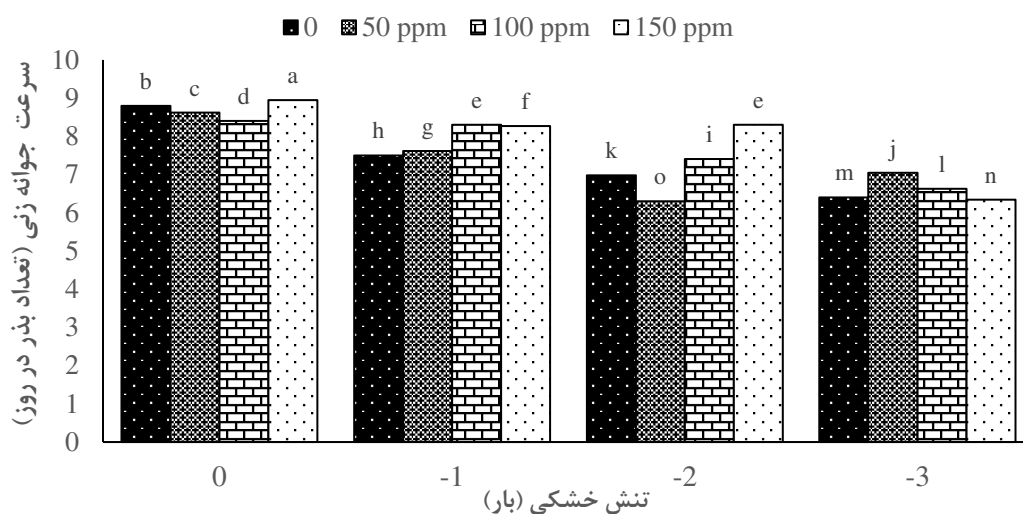 0 50 ppm 100 ppm 150 ppm
سرعت جوانه زنی (تعداد بذر در روز)
10
9
8
7
6
5
4
3
2
1
0
b c d a
h g e f
k o i e
m j l n
0 -1 -2 -3
تنش خشکی (بار)